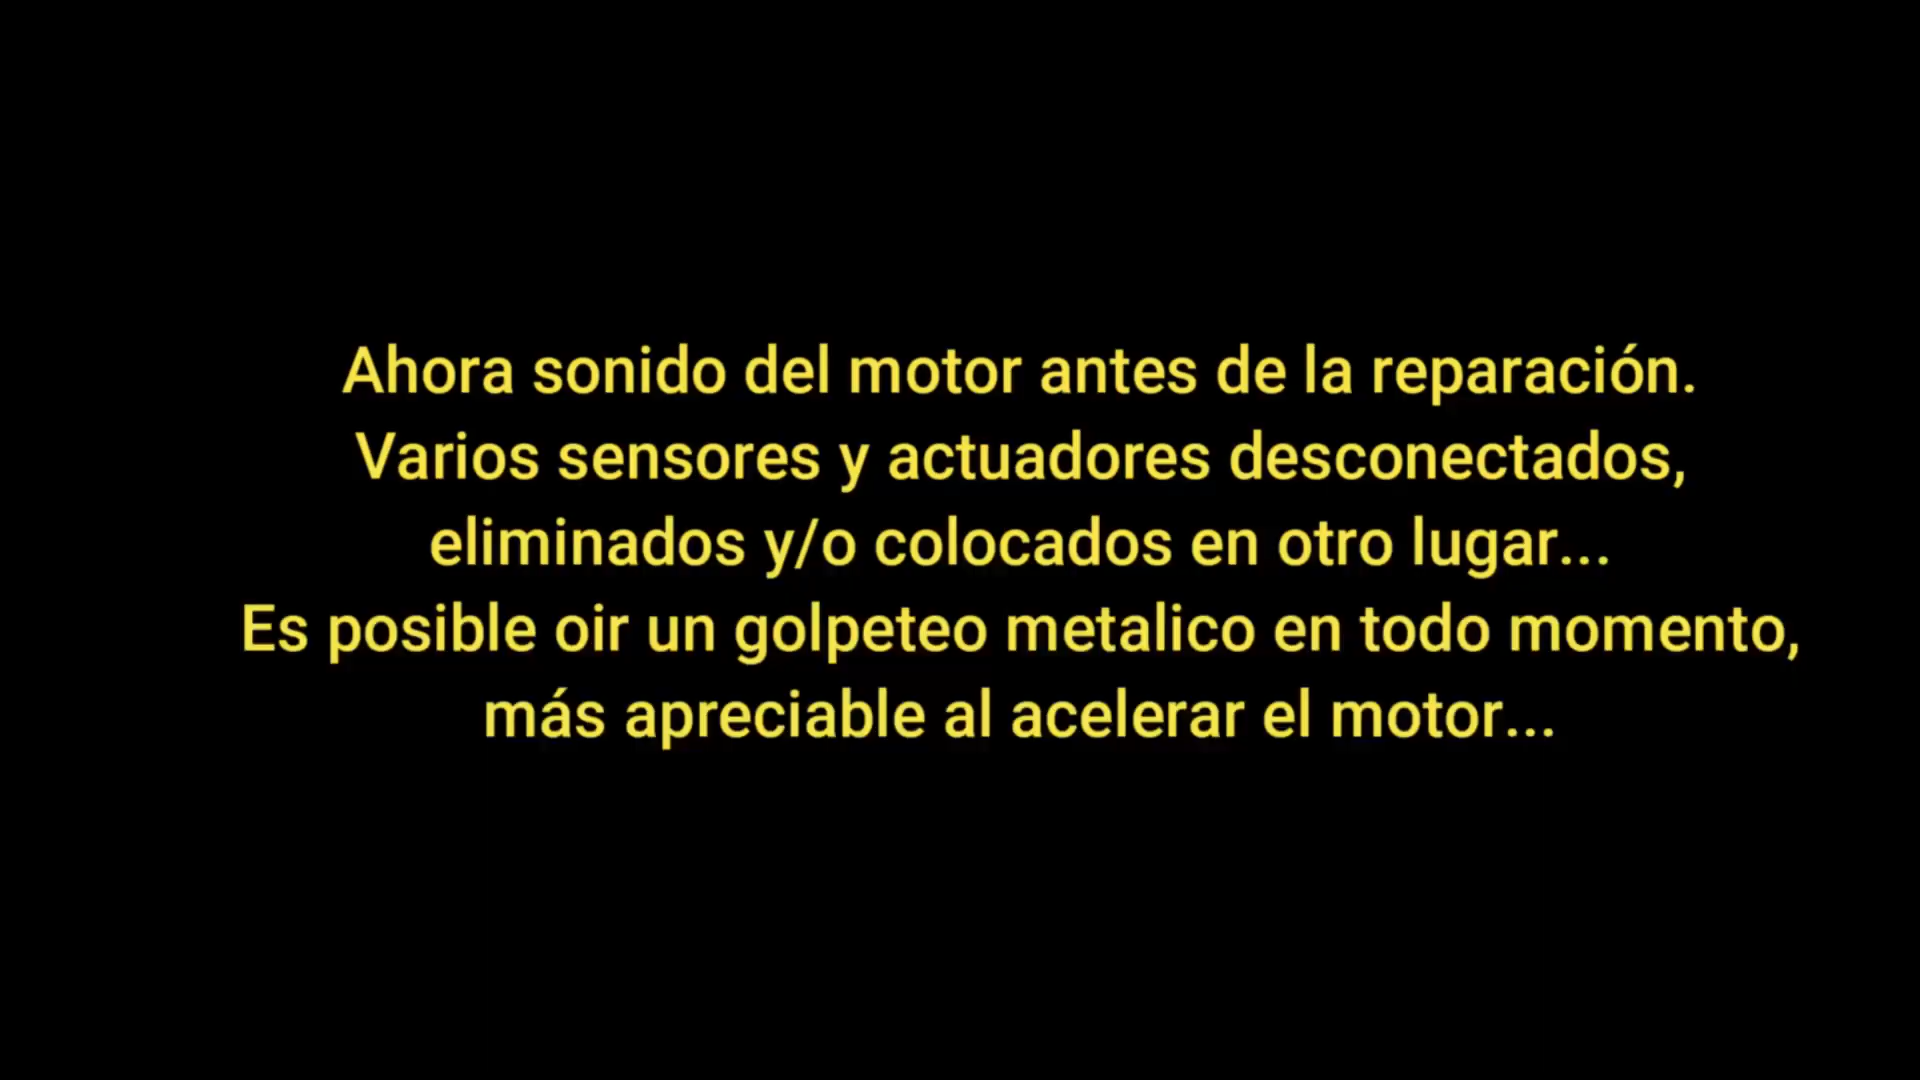 Ahora sonido del motor antes de la reparación.
Varios sensores y actuadores desconectados,
eliminados y/o colocados en otro lugar...
Es posible oir un golpeteo metalico en todo momento,
más apreciable al acelerar el motor...